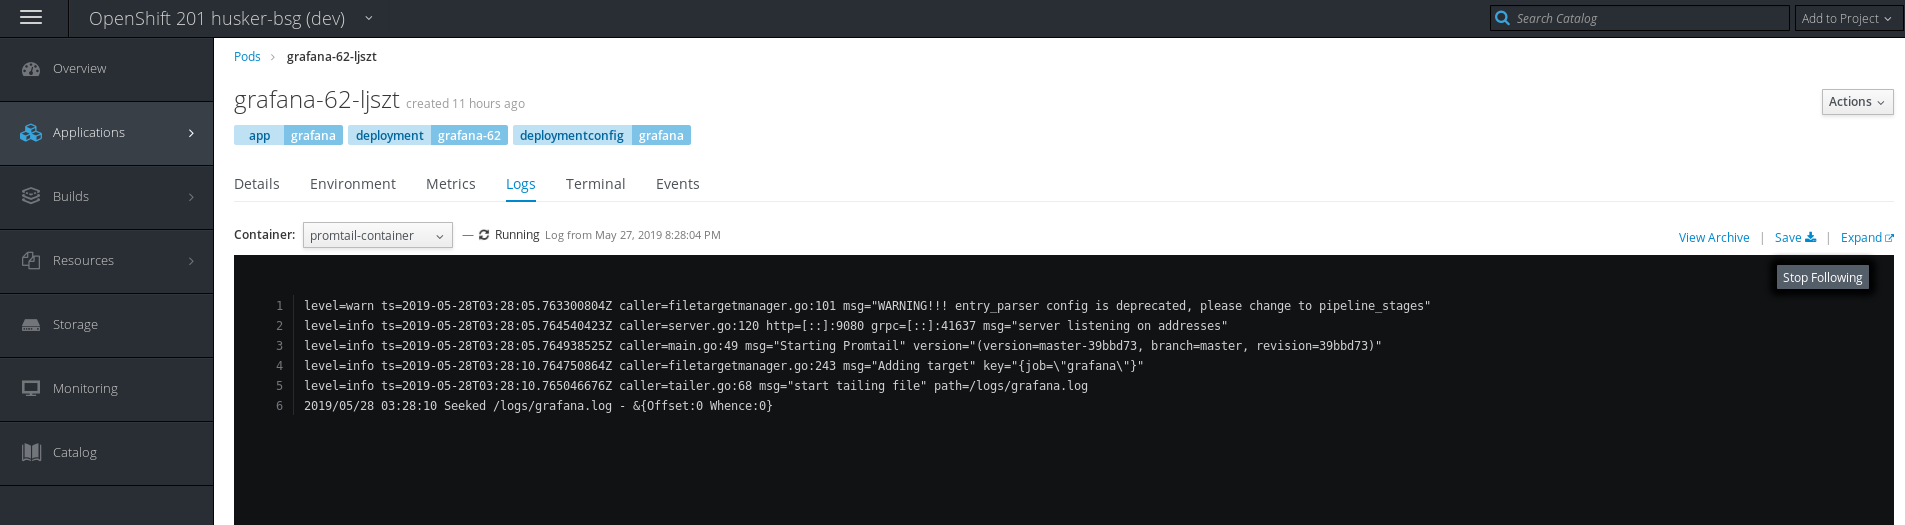 OpenShift 201 husker-bsg (dev)
Search Catalog
Add to Project
Overview
Applications
Builds
Resources
Storage
Monitoring
Catalog
Pods > grafana-62-ljszt
grafana-62-ljszt created 11 hours ago
Actions
app grafana deployment grafana-62 deploymentconfig grafana
Details Environment Metrics Logs Terminal Events
Container: promtail-container — Running Log from May 27, 2019 8:28:04 PM
View Archive | Save | Expand
Stop Following
1 level=warn ts=2019-05-28T03:28:05.763300804Z caller=filetargetmanager.go:101 msg="WARNING!!! entry_parser config is deprecated, please change to pipeline_stages"
2 level=info ts=2019-05-28T03:28:05.764540423Z caller=server.go:120 http=[::]:9080 grpc=[::]:41637 msg="server listening on addresses"
3 level=info ts=2019-05-28T03:28:05.764938525Z caller=main.go:49 msg="Starting Promtail" version="(version=master-39bbd73, branch=master, revision=39bbd73)"
4 level=info ts=2019-05-28T03:28:10.764750864Z caller=filetargetmanager.go:243 msg="Adding target" key="{job=\"grafana\"}"
5 level=info ts=2019-05-28T03:28:10.765046676Z caller=tailer.go:68 msg="start tailing file" path=/logs/grafana.log
6 2019/05/28 03:28:10 Seeked /logs/grafana.log - &{Offset:0 Whence:0}